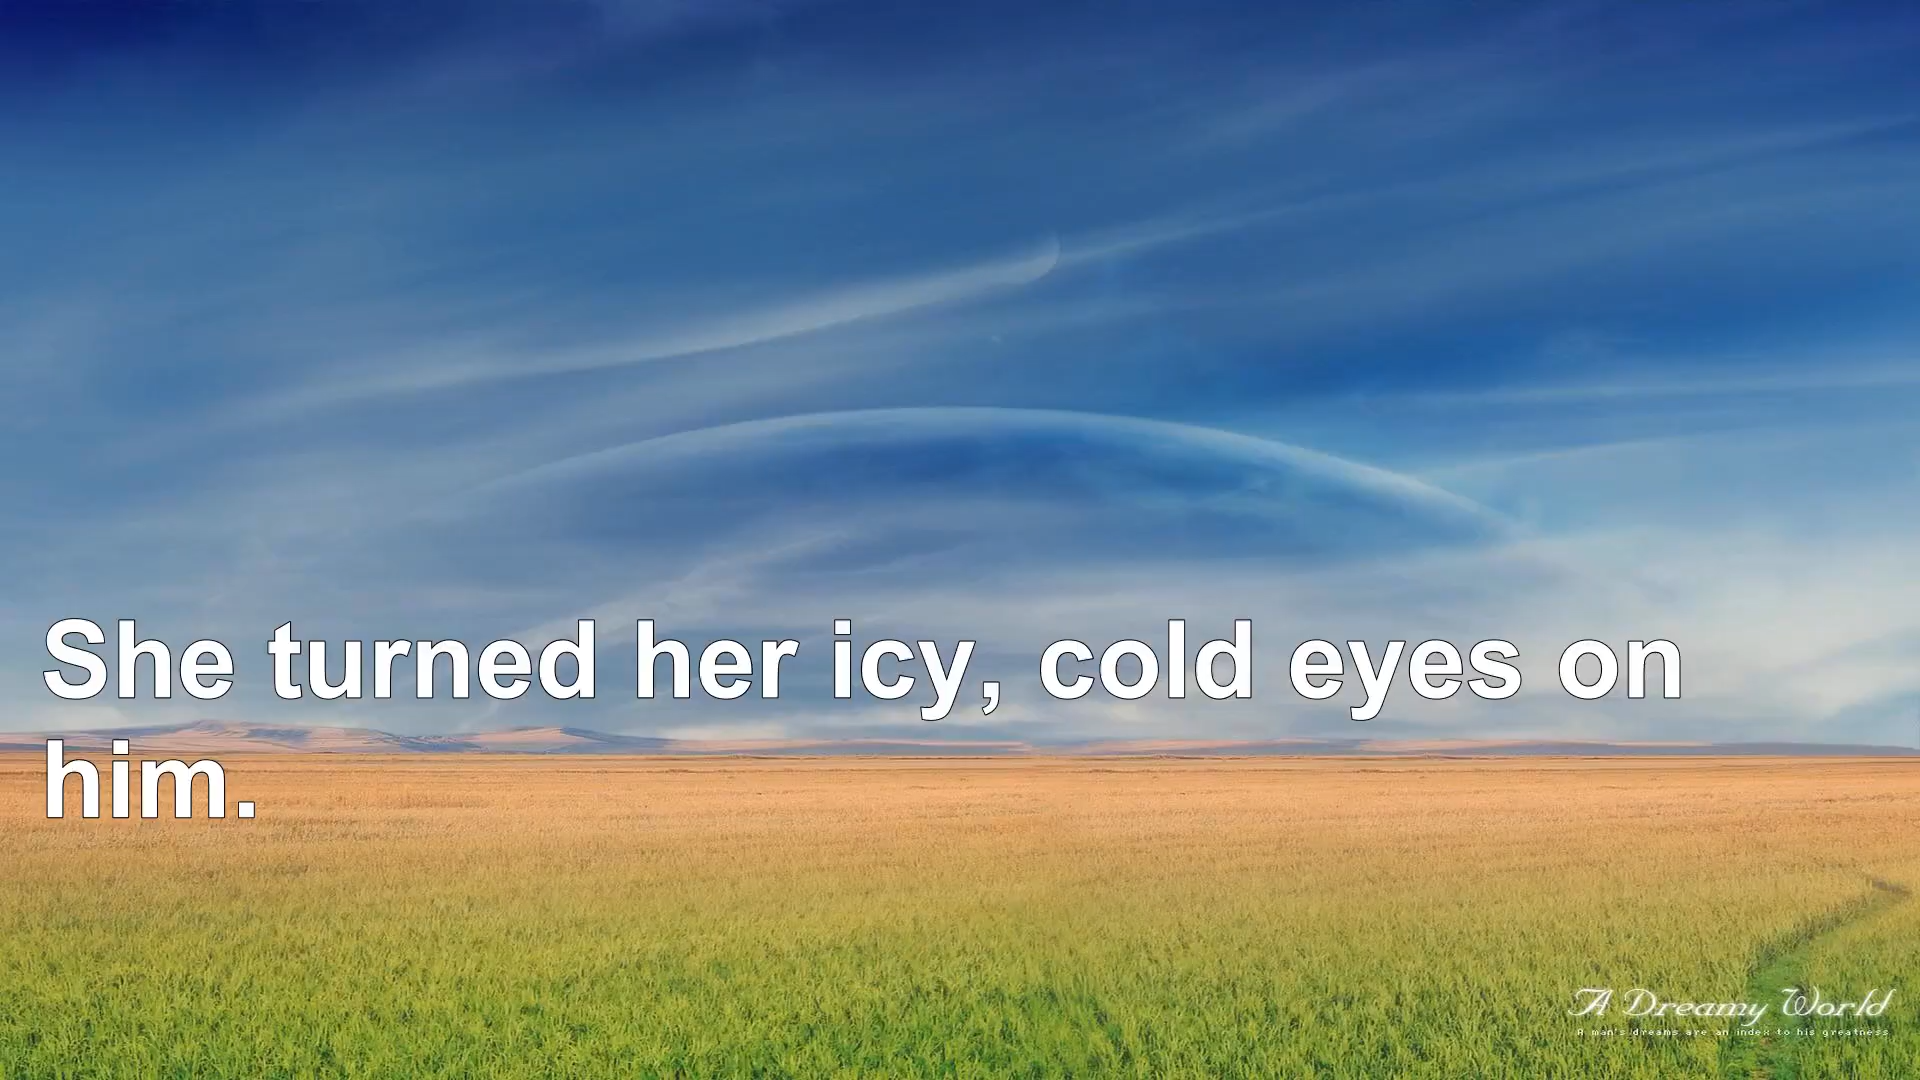 She turned her icy, cold eyes on
him.
A Dreamy World
A man's dreams are an index to his greatness